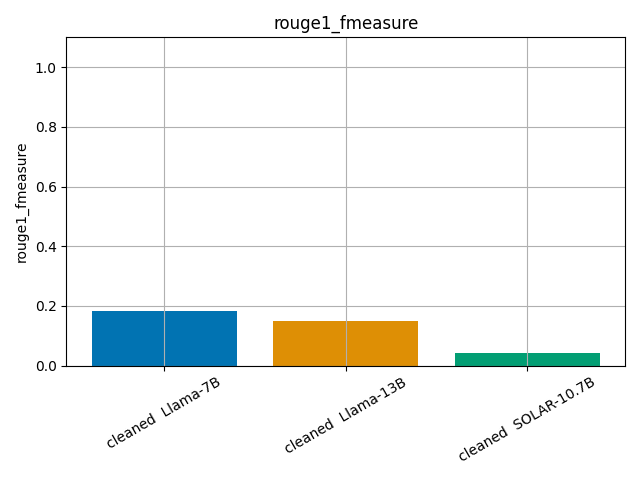 rouge1_fmeasure
rouge1_fmeasure
1.0
0.8
0.6
0.4
0.2
0.0
cleaned  Llama-7B
cleaned  Llama-13B
cleaned  SOLAR-10.7B